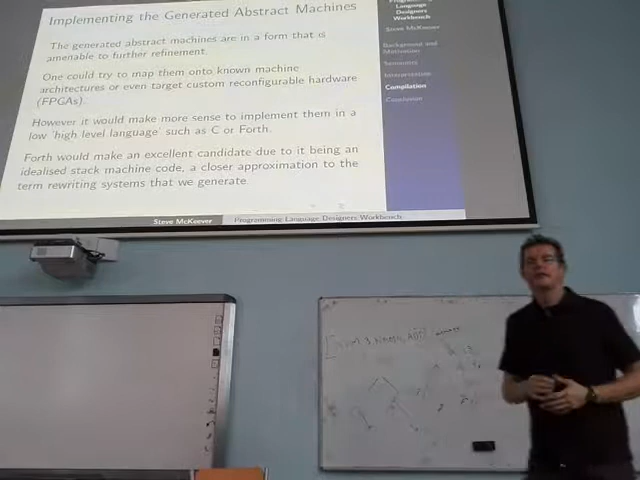 Implementing the Generated Abstract Machines
The generated abstract machines are in a form that is
amenable to further refinement.
One could try to map them onto known machine
architectures or even target custom reconfigurable hardware
(FPGAs).
However it would make more sense to implement them in a
low 'high level language' such as C or Forth.
Forth would make an excellent candidate due to it being an
idealised stack machine code, a closer approximation to the
term rewriting systems that we generate.
Programming
Language
Designers
Workbench
Steve McKeever
Background and
Motivation
Semantics
Interpretation
Compilation
Conclusion
Steve McKeever
Programming Language Designers Workbench